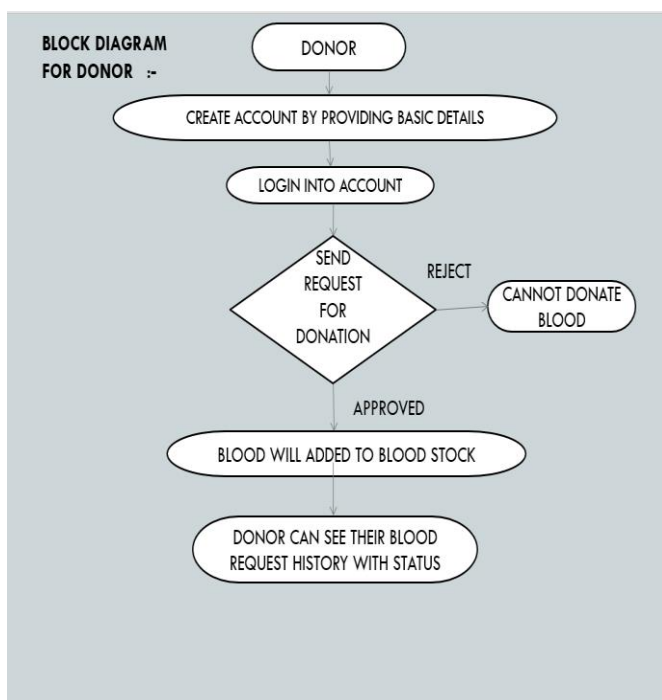 BLOCK DIAGRAM
FOR DONOR :-
DONOR
CREATE ACCOUNT BY PROVIDING BASIC DETAILS
LOGIN INTO ACCOUNT
SEND
REQUEST
FOR
DONATION
REJECT
CANNOT DONATE
BLOOD
APPROVED
BLOOD WILL ADDED TO BLOOD STOCK
DONOR CAN SEE THEIR BLOOD
REQUEST HISTORY WITH STATUS